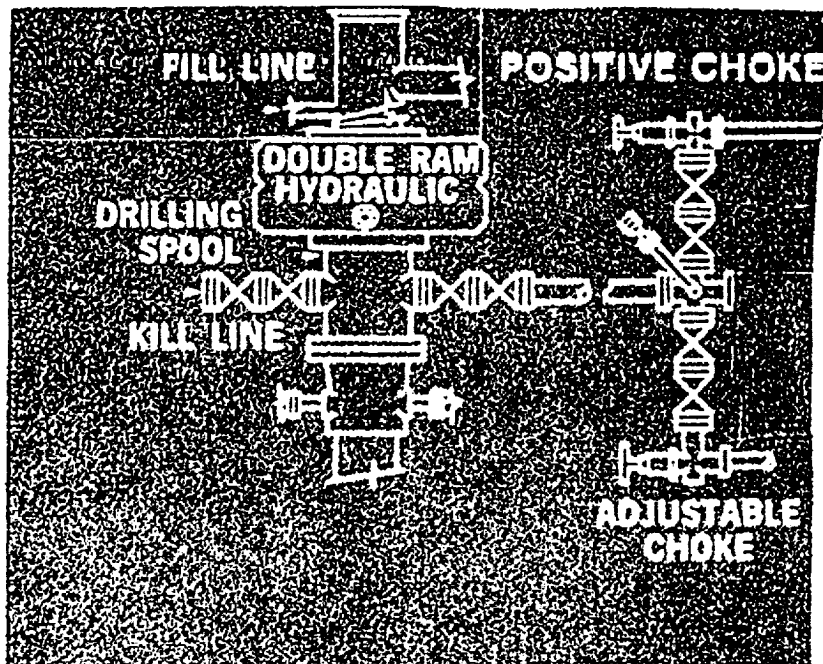 FILL LINE
POSITIVE CHOKE
DOUBLE RAM
HYDRAULIC
DRILLING
SPOOL
KILL LINE
ADJUSTABLE
CHOKE